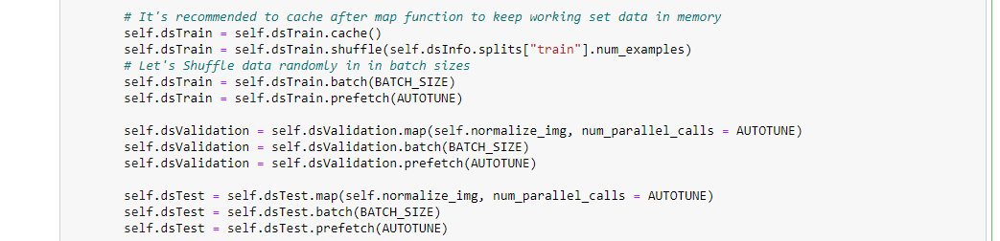 # It's recommended to cache after map function to keep working set data in memory
self.dsTrain = self.dsTrain.cache()
self.dsTrain = self.dsTrain.shuffle(self.dsInfo.splits["train"].num_examples)
# Let's Shuffle data randomly in in batch sizes
self.dsTrain = self.dsTrain.batch(BATCH_SIZE)
self.dsTrain = self.dsTrain.prefetch(AUTOTUNE)
self.dsValidation = self.dsValidation.map(self.normalize_img, num_parallel_calls = AUTOTUNE)
self.dsValidation = self.dsValidation.batch(BATCH_SIZE)
self.dsValidation = self.dsValidation.prefetch(AUTOTUNE)
self.dsTest = self.dsTest.map(self.normalize_img, num_parallel_calls = AUTOTUNE)
self.dsTest = self.dsTest.batch(BATCH_SIZE)
self.dsTest = self.dsTest.prefetch(AUTOTUNE)